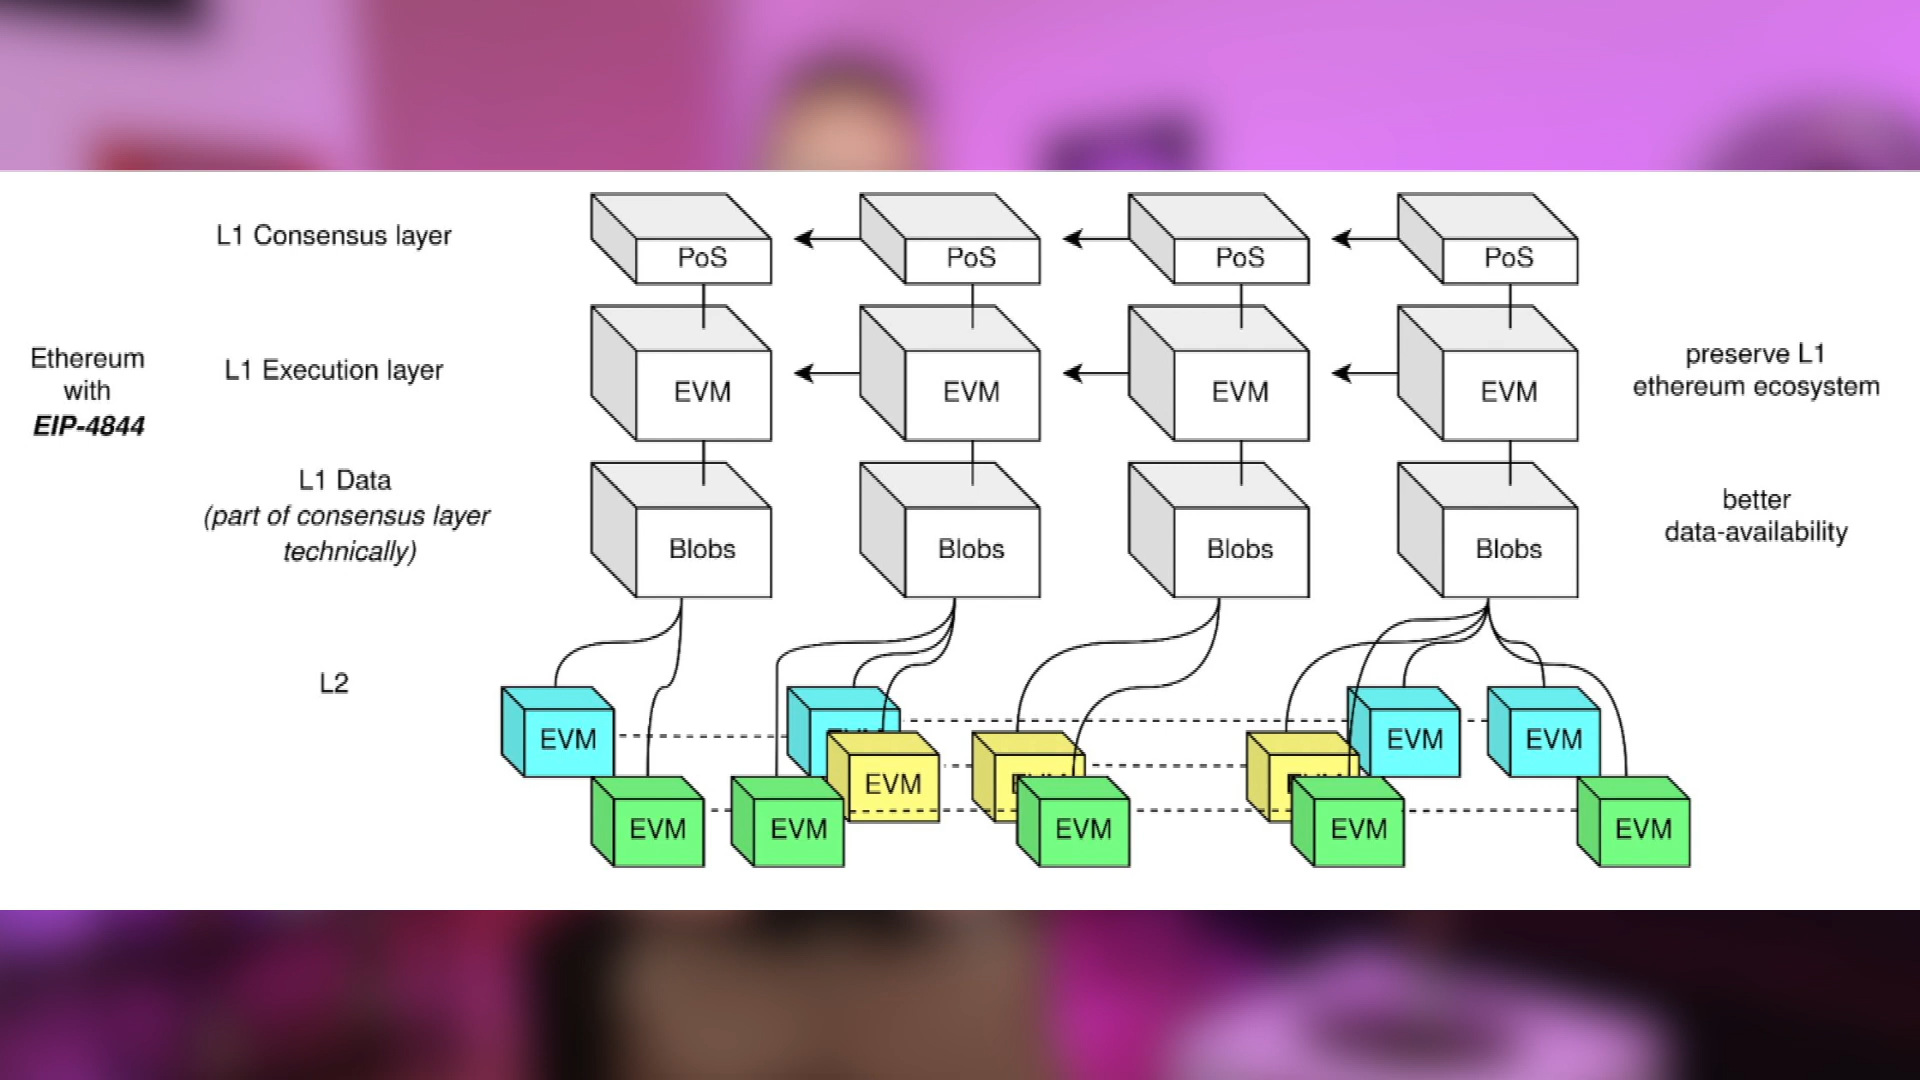 L1 Consensus layer
PoS
PoS
PoS
PoS
Ethereum
with
EIP-4844
L1 Execution layer
EVM
EVM
EVM
EVM
preserve L1
ethereum ecosystem
L1 Data
(part of consensus layer
technically)
Blobs
Blobs
Blobs
Blobs
better
data-availability
L2
EVM
EVM
EVM
EVM
EVM
EVM
EVM
EVM
EVM
EVM
EVM
EVM